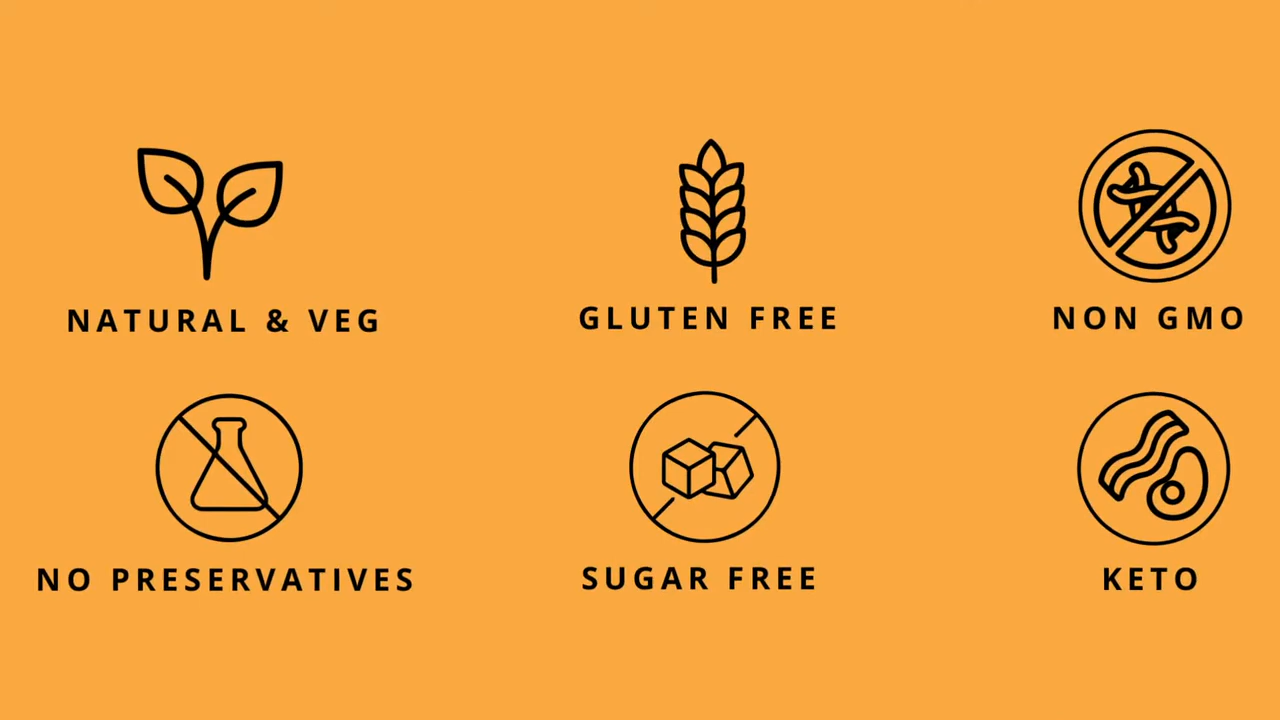 NATURAL & VEG
GLUTEN FREE
NON GMO
NO PRESERVATIVES
SUGAR FREE
KETO